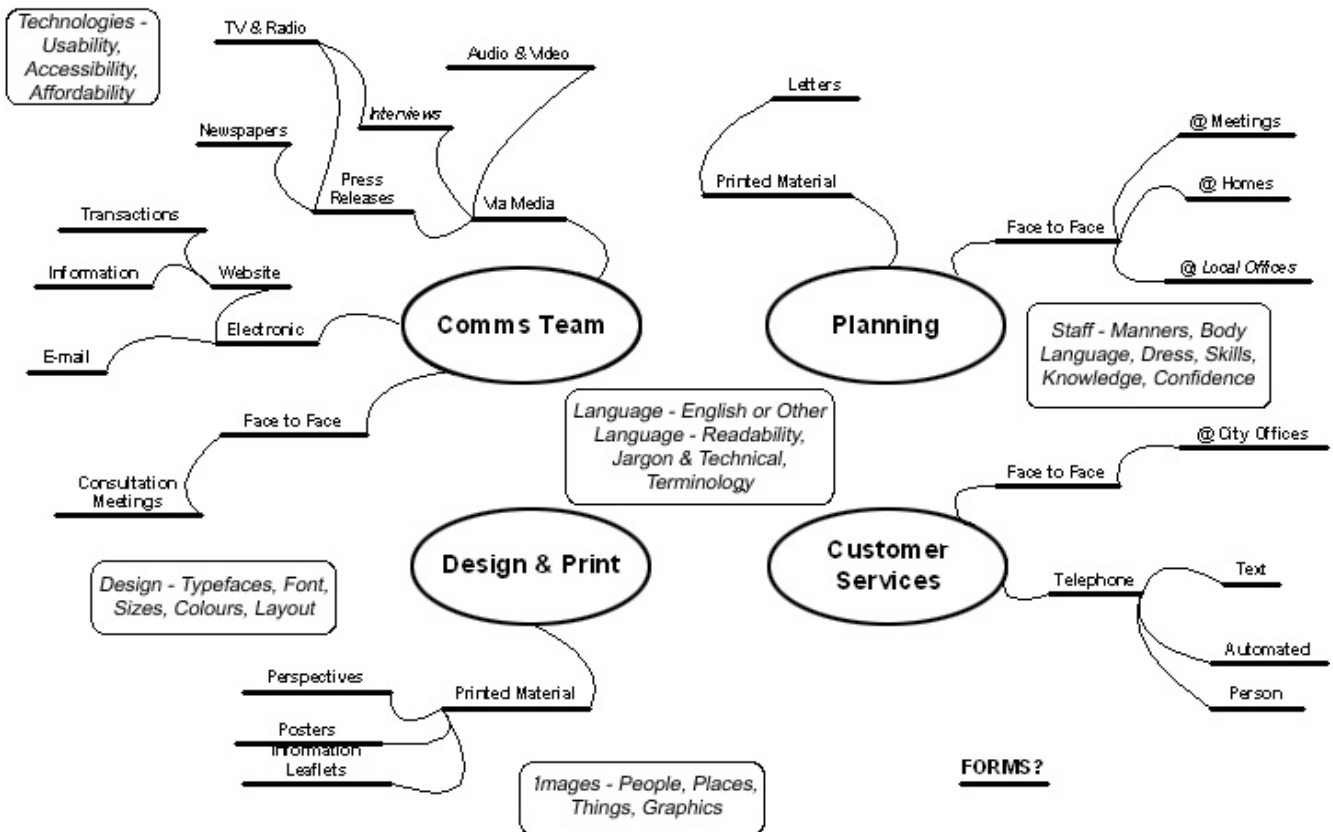 Technologies -
Usability,
Accessibility,
Affordability
TV & Radio
Audio & Video
Interviews
Newspapers
Press
Releases
Via Media
Transactions
Information
Website
Electronic
E-mail
Comms Team
Face to Face
Consultation
Meetings
Letters
Printed Material
Planning
@ Meetings
@ Homes
Face to Face
@ Local Offices
Staff - Manners, Body
Language, Dress, Skills,
Knowledge, Confidence
Language - English or Other
Language - Readability,
Jargon & Technical,
Terminology
Design & Print
Design - Typefaces, Font,
Sizes, Colours, Layout
Perspectives
Printed Material
Posters
Information
Leaflets
Images - People, Places,
Things, Graphics
Customer
Services
@ City Offices
Face to Face
Telephone
Text
Automated
Person
FORMS?